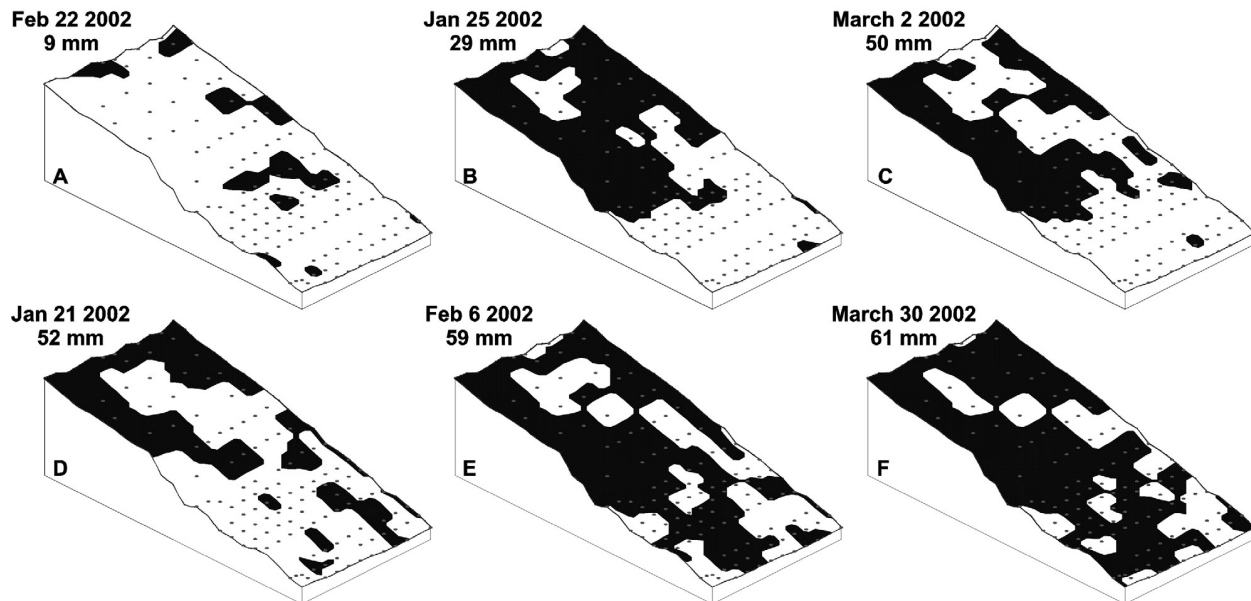 Feb 22 2002
9 mm
A
Jan 25 2002
29 mm
B
March 2 2002
50 mm
C
Jan 21 2002
52 mm
D
Feb 6 2002
59 mm
E
March 30 2002
61 mm
F